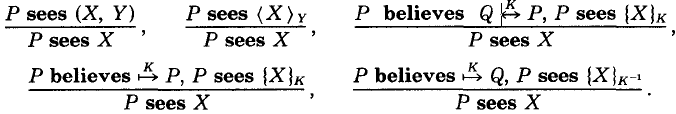 P sees (X, Y)
P sees X ,
P sees ⟨X⟩_Y
P sees X ,
P believes Q ↔^K P, P sees {X}_K
P sees X ,
P believes ↦^K P, P sees {X}_K
P sees X ,
P believes ↦^K Q, P sees {X}_{K⁻¹}
P sees X .